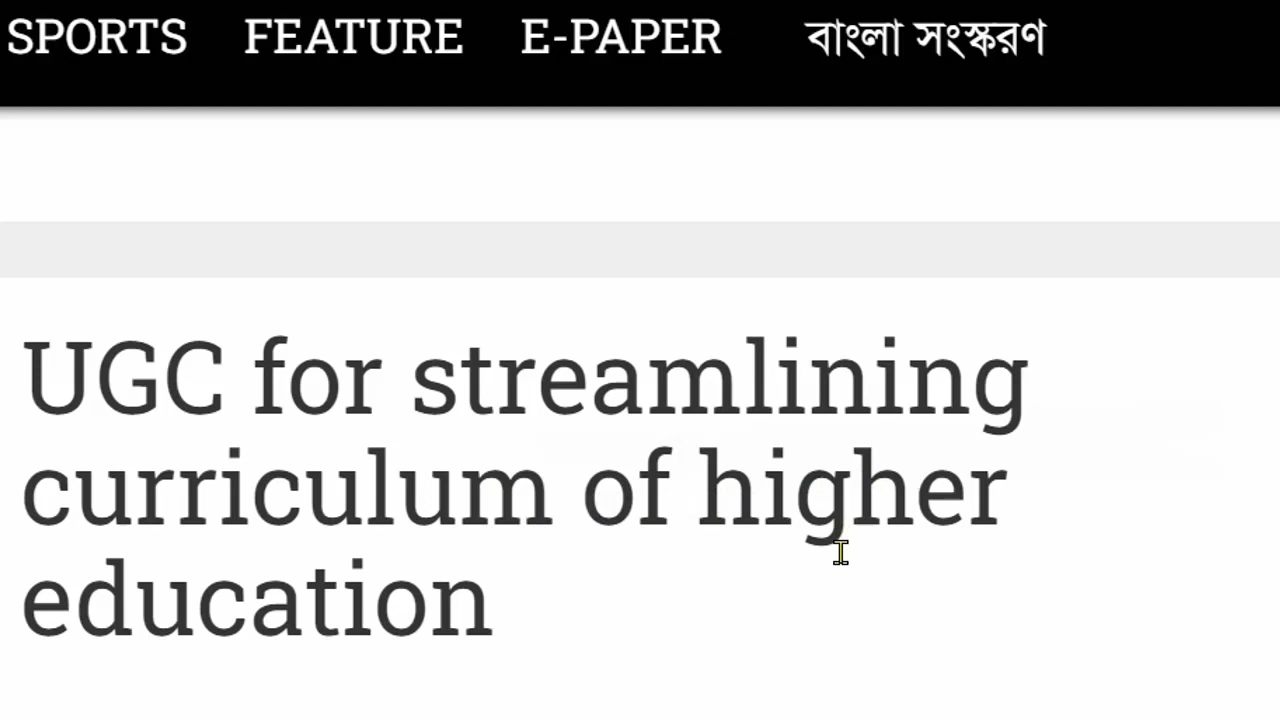 SPORTS FEATURE E-PAPER বাংলা সংস্করণ
UGC for streamlining
curriculum of higher
education